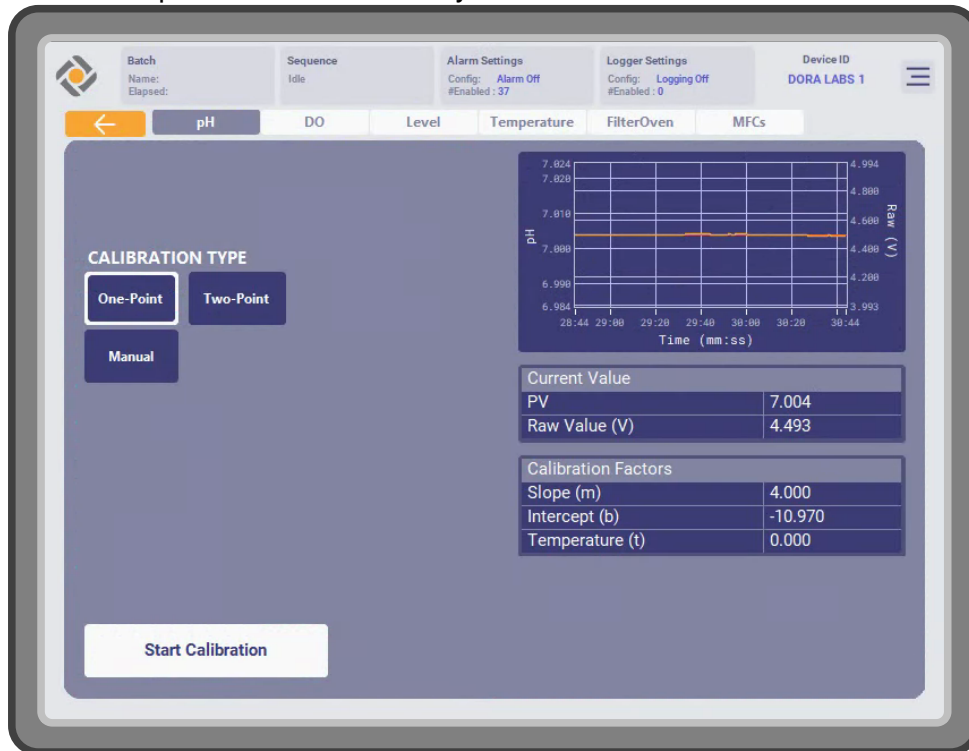 Batch
Name:
Elapsed:
Sequence
Idle
Alarm Settings
Config: Alarm Off
#Enabled : 37
Logger Settings
Config: Logging Off
#Enabled : 0
Device ID
DORA LABS 1
pH DO Level Temperature FilterOven MFCs
CALIBRATION TYPE
One-Point Two-Point
Manual
Start Calibration
7.024
7.020
7.010
7.000
6.990
6.984
pH
4.994
4.800
4.600
4.400
4.200
3.993
Raw (V)
28:44 29:00 29:20 29:40 30:00 30:20 30:44
Time (mm:ss)
Current Value
PV 7.004
Raw Value (V) 4.493
Calibration Factors
Slope (m) 4.000
Intercept (b) -10.970
Temperature (t) 0.000